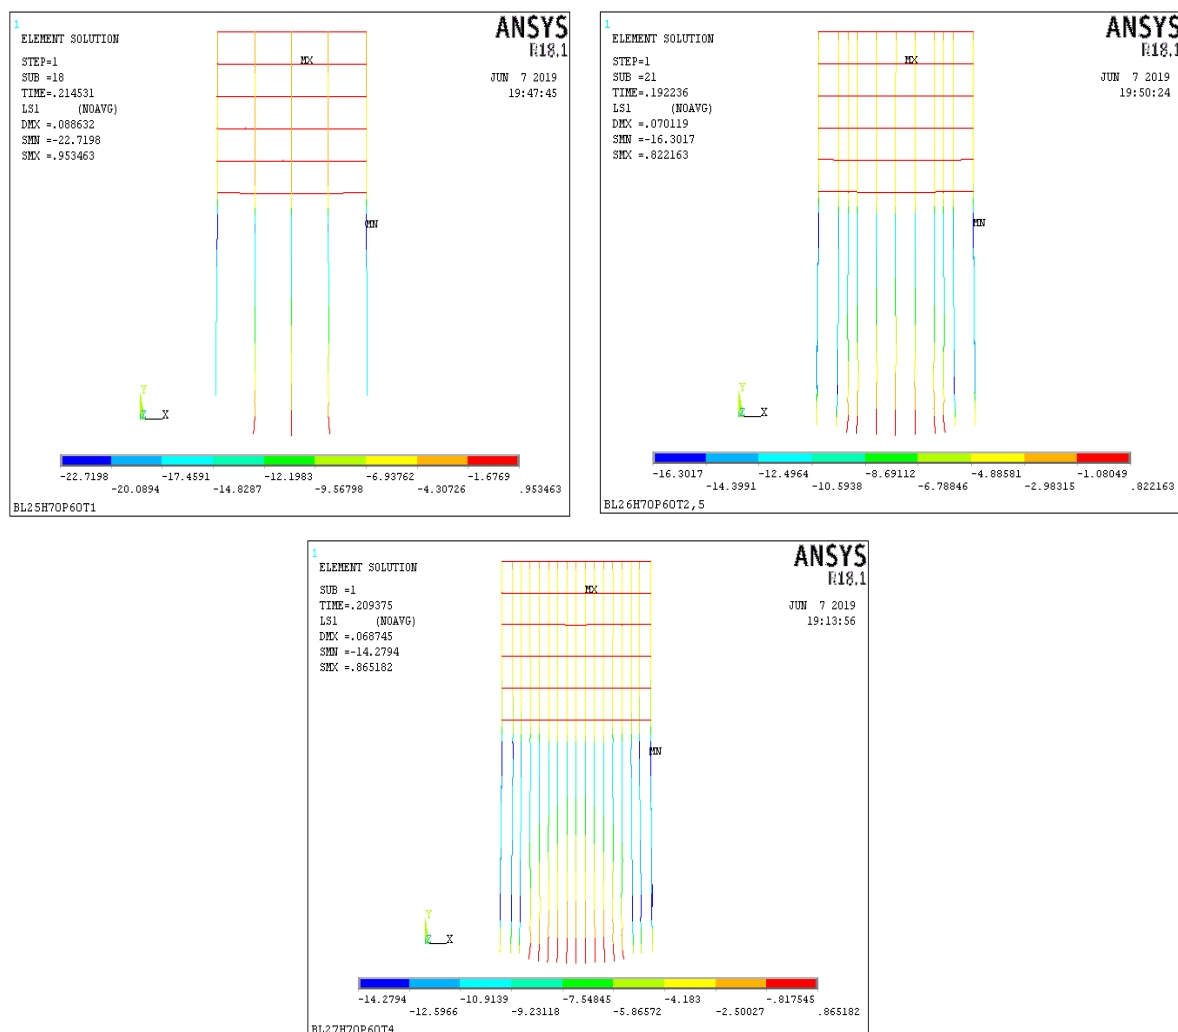 1
ELEMENT SOLUTION
STEP=1
SUB =18
TIME=.214531
LS1 (NOAVG)
DMX =.088632
SMN =-22.7198
SMX =.953463
ANSYS
R18.1
JUN 7 2019
19:47:45
MX
MN
Y
Z X
-22.7198 -17.4591 -12.1983 -6.93762 -1.6769
-20.0894 -14.8287 -9.56798 -4.30726 .953463
BL25H70P60T1
1
ELEMENT SOLUTION
STEP=1
SUB =21
TIME=.192236
LS1 (NOAVG)
DMX =.070119
SMN =-16.3017
SMX =.822163
ANSYS
R18.1
JUN 7 2019
19:50:24
MX
MN
Y
Z X
-16.3017 -12.4964 -8.69112 -4.88581 -1.08049
-14.3991 -10.5938 -6.78846 -2.98315 .822163
BL26H70P60T2,5
1
ELEMENT SOLUTION
SUB =1
TIME=.209375
LS1 (NOAVG)
DMX =.068745
SMN =-14.2794
SMX =.865182
ANSYS
R18.1
JUN 7 2019
19:13:56
MX
MN
Y
Z X
-14.2794 -10.9139 -7.54845 -4.183 -.817545
-12.5966 -9.23118 -5.86572 -2.50027 .865182
BL27H70P60T4